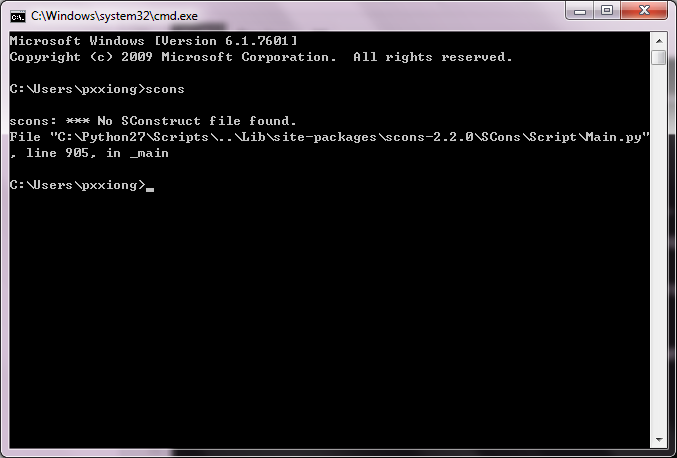 C:\Windows\system32\cmd.exe
Microsoft Windows [Version 6.1.7601]
Copyright (c) 2009 Microsoft Corporation.  All rights reserved.
C:\Users\pxxiong>scons
scons: *** No SConstruct file found.
File "C:\Python27\Scripts\..\Lib\site-packages\scons-2.2.0\SCons\Script\Main.py"
, line 905, in _main
C:\Users\pxxiong>